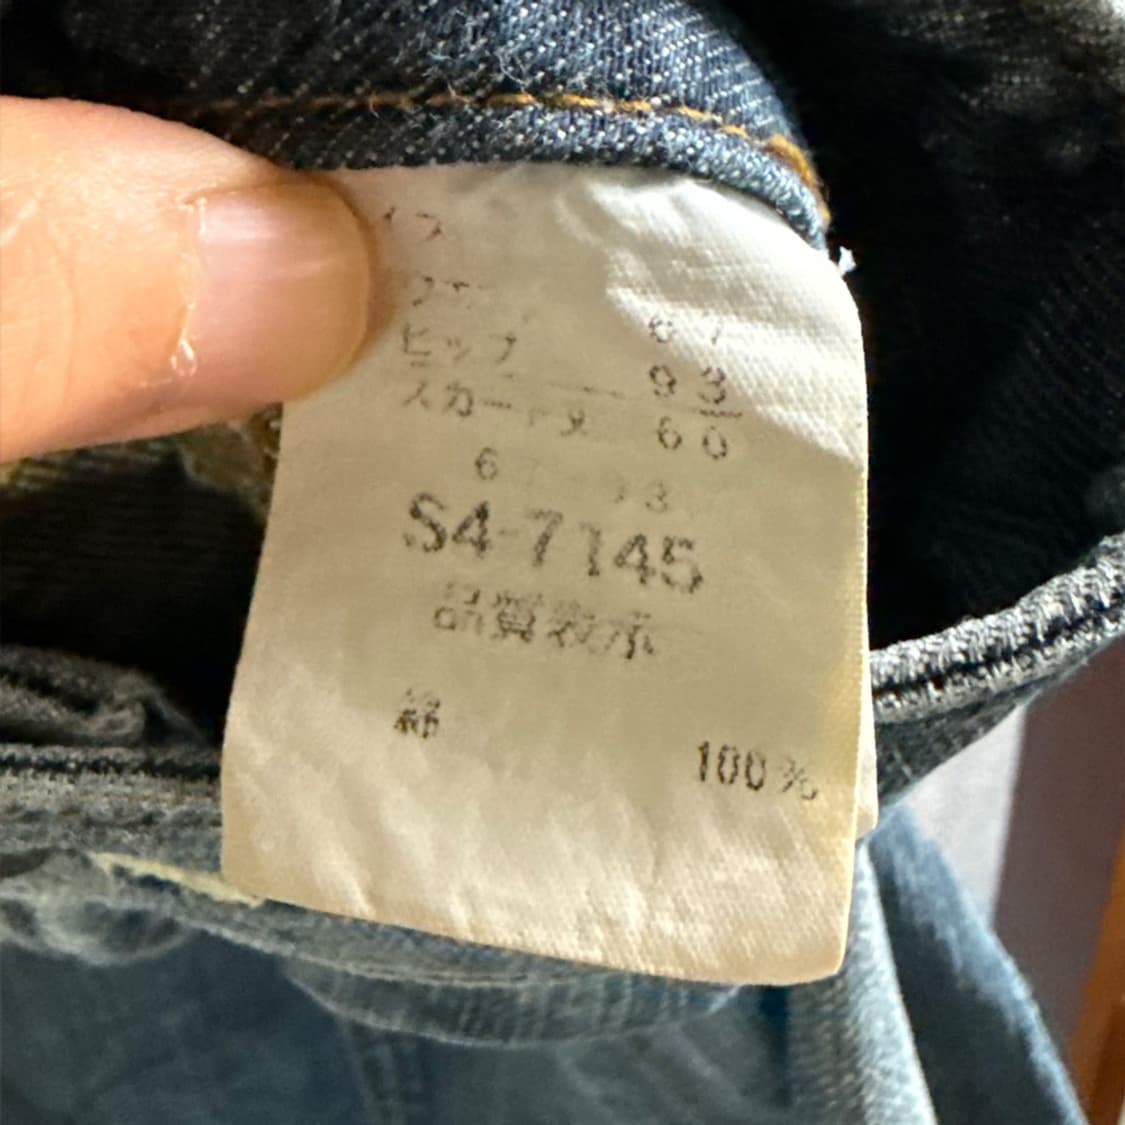 ヒップ 93
スカート丈 60
S4-7145
品質表示
綿
100%